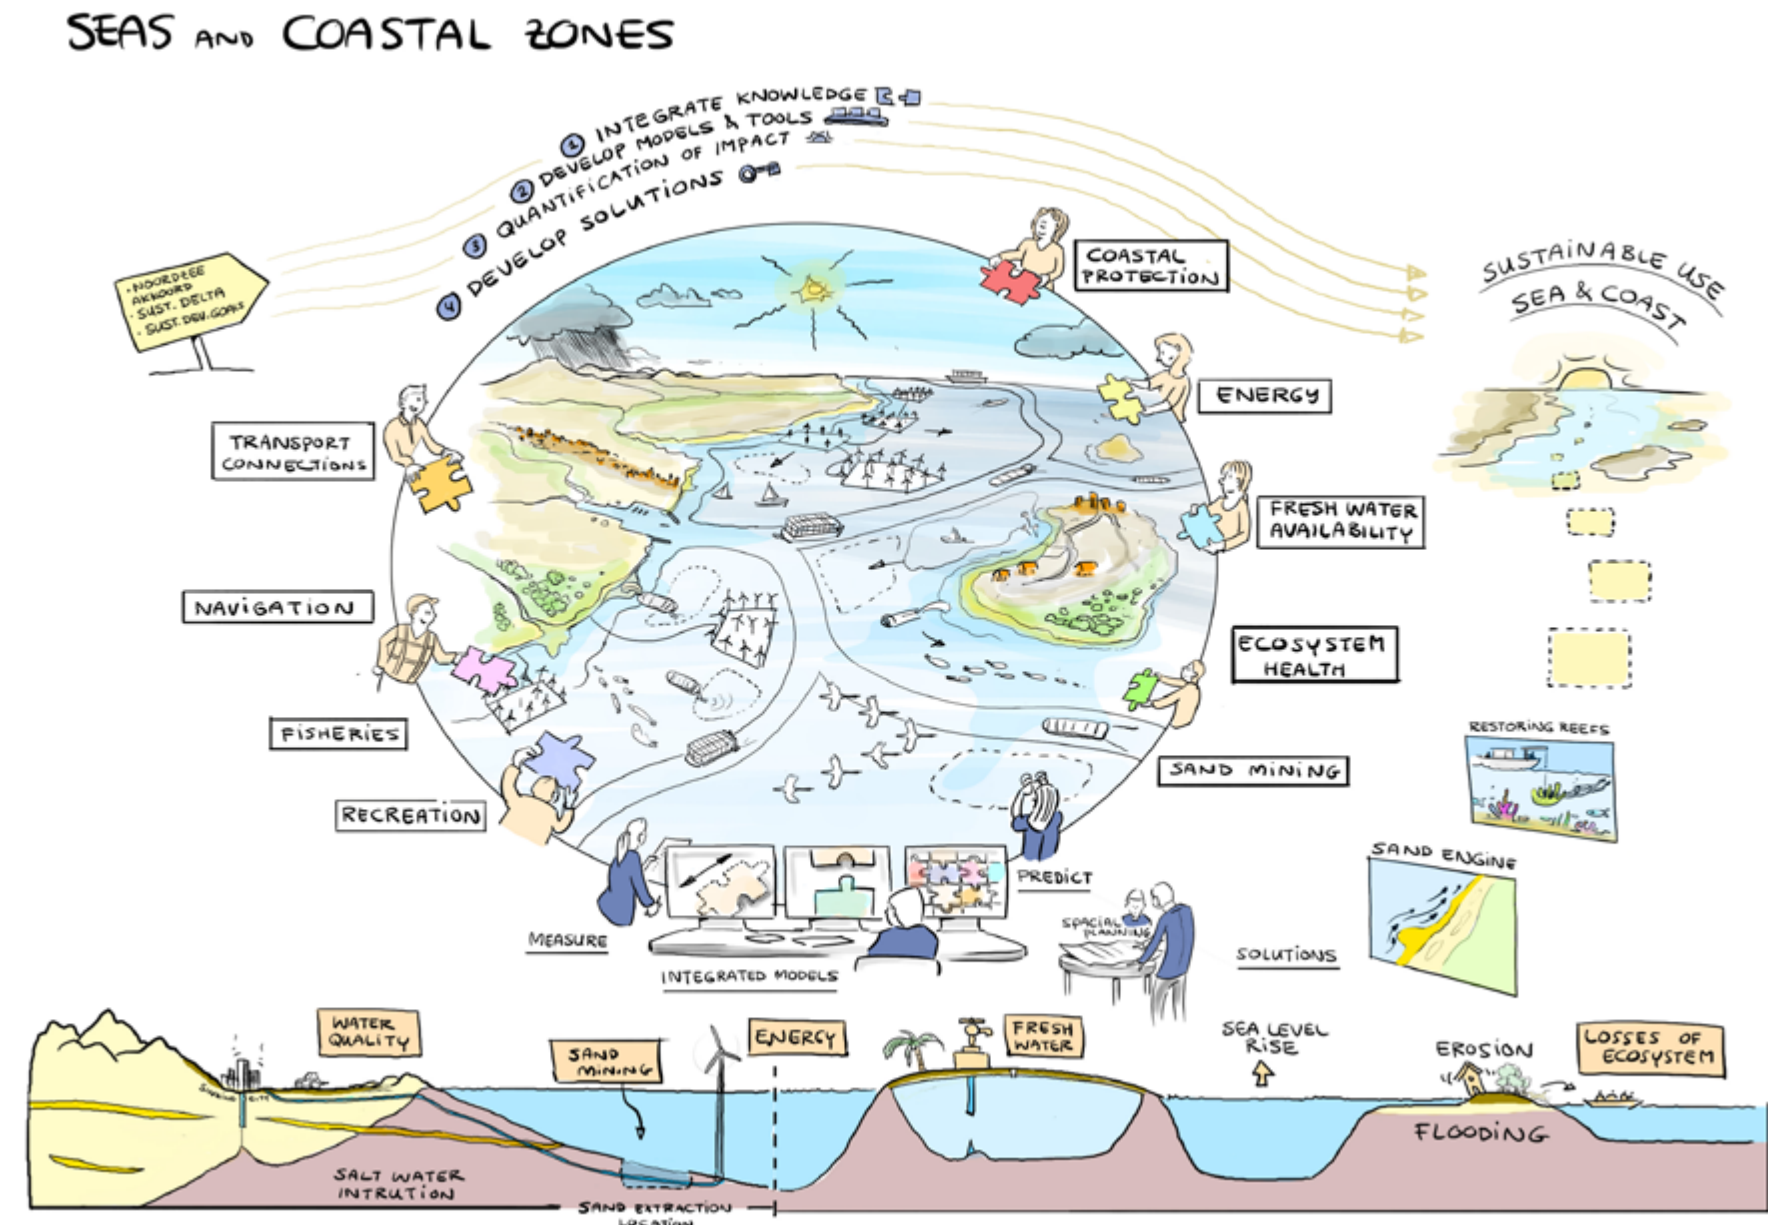 SEAS AND COASTAL ZONES
1 INTEGRATE KNOWLEDGE
2 DEVELOP MODELS & TOOLS
3 QUANTIFICATION OF IMPACT
4 DEVELOP SOLUTIONS
• NOORDZEE
AKKOORD
• SUST. DELTA
• SUST. DEV. GOALS
SUSTAINABLE USE
SEA & COAST
COASTAL
PROTECTION
ENERGY
TRANSPORT
CONNECTIONS
FRESH WATER
AVAILABILITY
NAVIGATION
ECOSYSTEM
HEALTH
FISHERIES
SAND MINING
RECREATION
RESTORING REEFS
SAND ENGINE
PREDICT
SPACIAL
PLANNING
MEASURE
INTEGRATED MODELS
SOLUTIONS
WATER
QUALITY
SAND
MINING
ENERGY
FRESH
WATER
SEA LEVEL
RISE
EROSION
LOSSES OF
ECOSYSTEM
FLOODING
SALT WATER
INTRUTION
SAND EXTRACTION
LOCATION